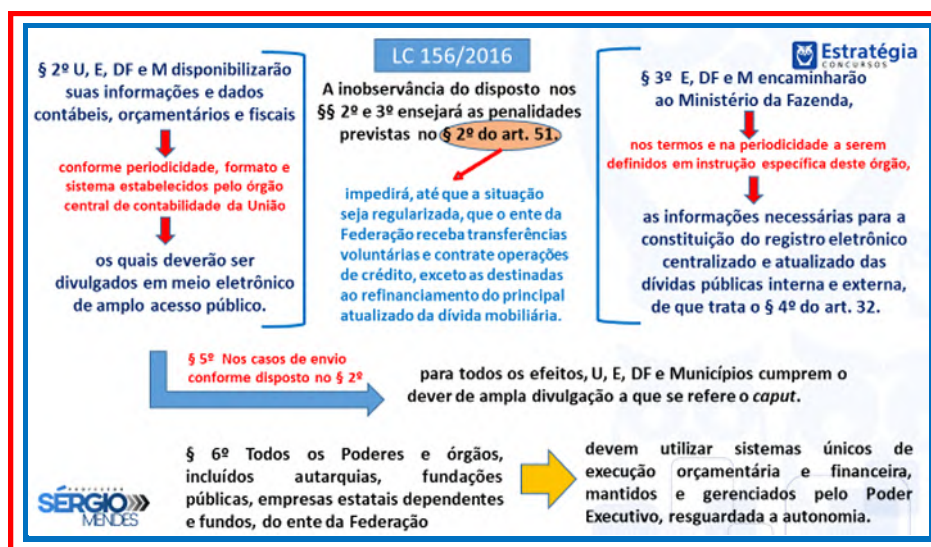 LC 156/2016
Estratégia
CONCURSOS
§ 2º U, E, DF e M disponibilizarão
suas informações e dados
contábeis, orçamentários e fiscais
conforme periodicidade, formato e
sistema estabelecidos pelo órgão
central de contabilidade da União
os quais deverão ser
divulgados em meio eletrônico
de amplo acesso público.
A inobservância do disposto nos
§§ 2º e 3º ensejará as penalidades
previstas no § 2º do art. 51.
impedirá, até que a situação
seja regularizada, que o ente da
Federação receba transferências
voluntárias e contrate operações
de crédito, exceto as destinadas
ao refinanciamento do principal
atualizado da dívida mobiliária.
§ 3º E, DF e M encaminharão
ao Ministério da Fazenda,
nos termos e na periodicidade a serem
definidos em instrução específica deste órgão,
as informações necessárias para a
constituição do registro eletrônico
centralizado e atualizado das
dívidas públicas interna e externa,
de que trata o § 4º do art. 32.
§ 5º Nos casos de envio
conforme disposto no § 2º
para todos os efeitos, U, E, DF e Municípios cumprem o
dever de ampla divulgação a que se refere o caput.
§ 6º Todos os Poderes e órgãos,
incluídos autarquias, fundações
públicas, empresas estatais dependentes
e fundos, do ente da Federação
devem utilizar sistemas únicos de
execução orçamentária e financeira,
mantidos e gerenciados pelo Poder
Executivo, resguardada a autonomia.
PROFESSOR
SÉRGIO
MENDES